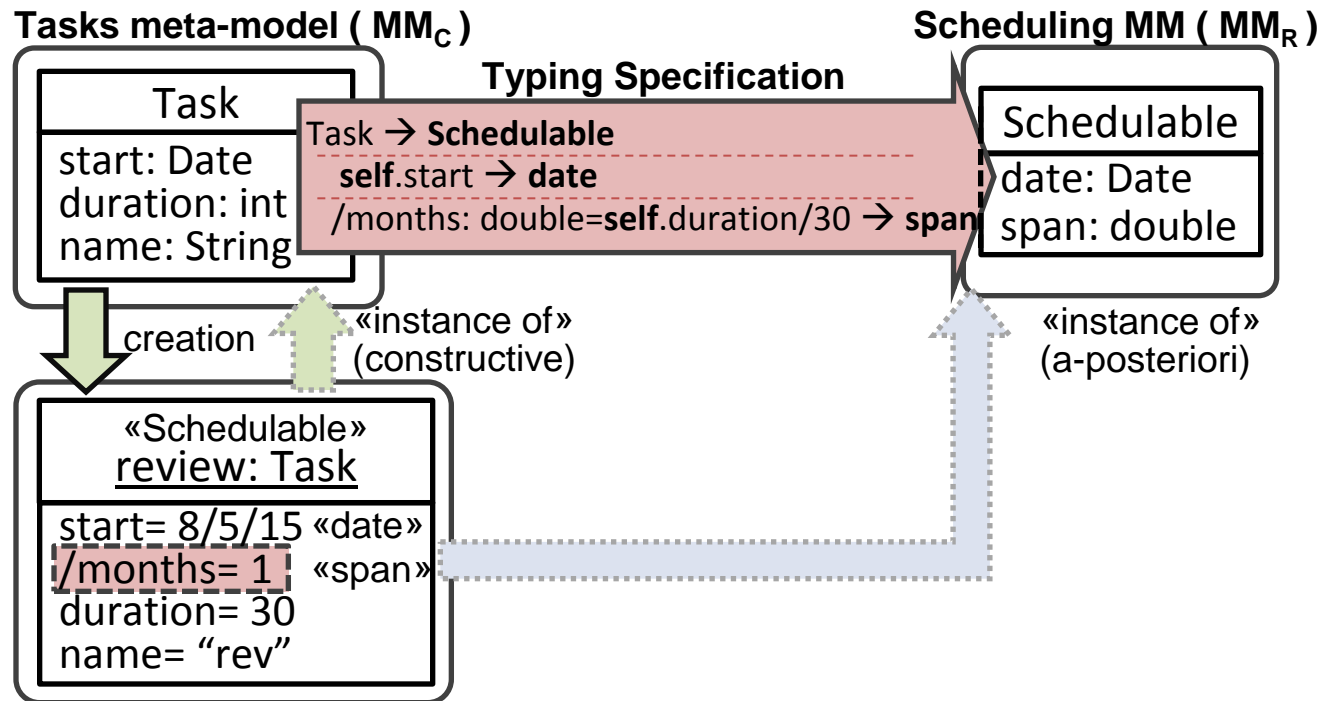 Tasks meta-model ( MMC )
Scheduling MM ( MMR )
Typing Specification
Task
start: Date
duration: int
name: String
Task → Schedulable
self.start → date
/months: double=self.duration/30 → span
Schedulable
date: Date
span: double
creation
«instance of»
(constructive)
«instance of»
(a-posteriori)
«Schedulable»
review: Task
start= 8/5/15 «date»
/months= 1 «span»
duration= 30
name= “rev”